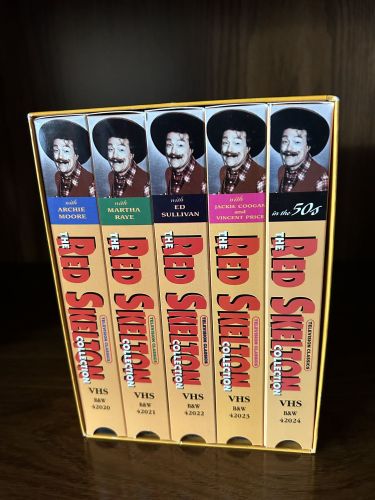 with
ARCHIE
MOORE
THE
RED SKELTON
COLLECTION
TELEVISION CLASSICS
VHS
B&W
42020
with
MARTHA
RAYE
THE
RED SKELTON
COLLECTION
TELEVISION CLASSICS
VHS
B&W
42021
with
ED
SULLIVAN
THE
RED SKELTON
COLLECTION
TELEVISION CLASSICS
VHS
B&W
42022
with
JACKIE COOGAN
and
VINCENT PRICE
THE
RED SKELTON
COLLECTION
TELEVISION CLASSICS
VHS
B&W
42023
in the 50s
THE
RED SKELTON
COLLECTION
TELEVISION CLASSICS
VHS
B&W
42024